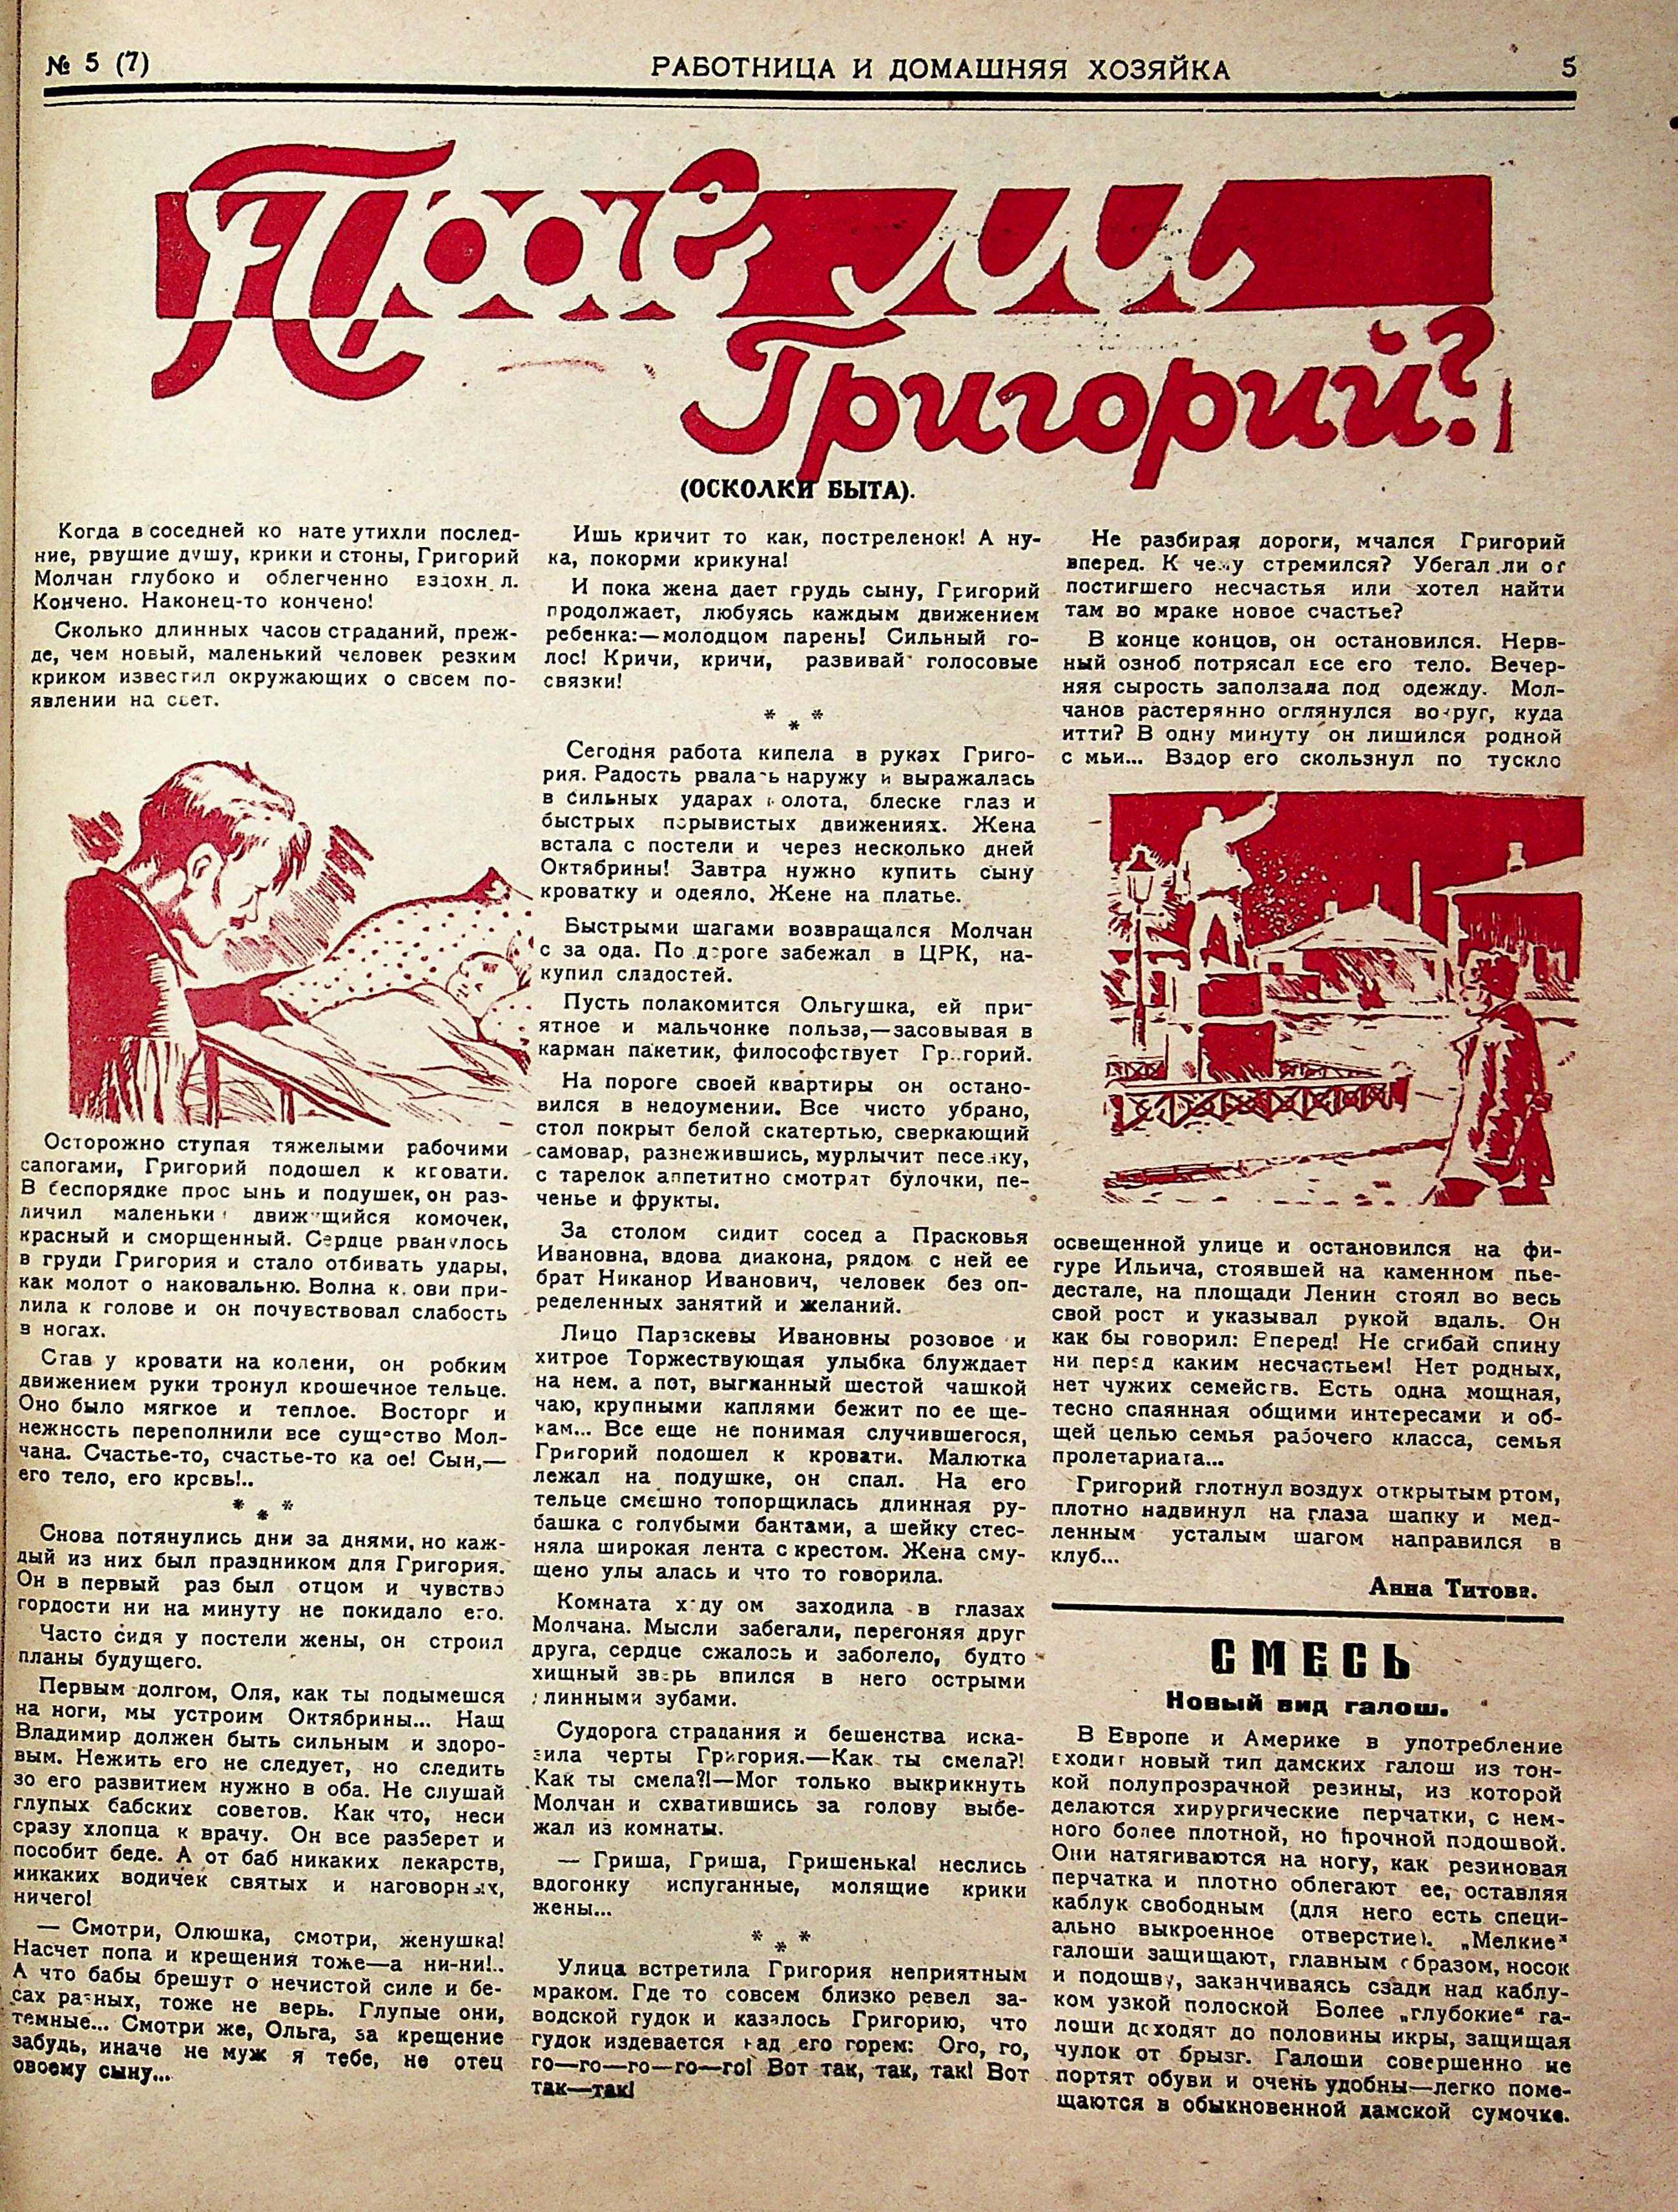 № 5 (7)
РАБОТНИЦА И ДОМАШНЯЯ ХОЗЯЙКА
5
Прав ли
Григорий?
(ОСКОЛКИ БЫТА).
Когда в соседней ко нате утихли послед-
ние, рвущие душу, крики и стоны, Григорий
Молчан глубоко и облегченно вздохн л.
Кончено. Наконец-то кончено!
Сколько длинных часов страданий, преж-
де, чем новый, маленький человек резким
криком известил окружающих о своем по-
явлении на свет.
Осторожно ступая тяжелыми рабочими
сапогами, Григорий подошел к кровати.
В беспорядке прос ынь и подушек, он раз-
личил маленьки движущийся комочек,
красный и сморщенный. Сердце рванулось
в груди Григория и стало отбивать удары,
как молот о наковальню. Волна к ови при-
лила к голове и он почувствовал слабость
в ногах.
Став у кровати на колени, он робким
движением руки тронул крошечное тельце.
Оно было мягкое и теплое. Восторг и
нежность переполнили все существо Мол-
чана. Счастье-то, счастье-то ка ое! Сын,—
его тело, его кровь!..
* * *
Снова потянулись дни за днями, но каж-
дый из них был праздником для Григория.
Он в первый раз был отцом и чувство
гордости ни на минуту не покидало его.
Часто сидя у постели жены, он строил
планы будущего.
Первым долгом, Оля, как ты подымешся
на ноги, мы устроим Октябрины... Наш
Владимир должен быть сильным и здоро-
вым. Нежить его не следует, но следить
зо его развитием нужно в оба. Не слушай
глупых бабских советов. Как что, неси
сразу хлопца к врачу. Он все разберет и
пособит беде. А от баб никаких лекарств,
никаких водичек святых и наговорных,
ничего!
— Смотри, Олюшка, смотри, женушка!
Насчет попа и крещения тоже—а ни-ни!..
А что бабы брешут о нечистой силе и бе-
сах разных, тоже не верь. Глупые они,
темные... Смотри же, Ольга, за крещение
забудь, иначе не муж я тебе, не отец
овоему сыну...
Ишь кричит то как, постреленок! А ну-
ка, покорми крикуна!
И пока жена дает грудь сыну, Григорий
продолжает, любуясь каждым движением
ребенка:—молодцом парень! Сильный го-
лос! Кричи, кричи, развивай голосовые
связки!
* * *
Сегодня работа кипела в руках Григо-
рия. Радость рвалась наружу и выражалась
в сильных ударах олота, блеске глаз и
быстрых порывистых движениях. Жена
встала с постели и через несколько дней
Октябрины! Завтра нужно купить сыну
кроватку и одеяло, Жене на платье.
Быстрыми шагами возвращался Молчан
с за ода. По дороге забежал в ЦРК, на-
купил сладостей.
Пусть полакомится Ольгушка, ей при-
ятное и мальчонке польза,—засовывая в
карман пакетик, философствует Гр..горий.
На пороге своей квартиры он остано-
вился в недоумении. Все чисто убрано,
стол покрыт белой скатертью, сверкающий
самовар, разнежившись, мурлычит песенку,
с тарелок аппетитно смотрят булочки, пе-
ченье и фрукты.
За столом сидит сосед а Прасковья
Ивановна, вдова диакона, рядом с ней ее
брат Никанор Иванович, человек без оп-
ределенных занятий и желаний.
Лицо Параскевы Ивановны розовое и
хитрое Торжествующая улыбка блуждает
на нем, а пот, выгнанный шестой чашкой
чаю, крупными каплями бежит по ее ще-
кам... Все еще не понимая случившегося,
Григорий подошел к кровати. Малютка
лежал на подушке, он спал. На его
тельце смешно топорщилась длинная ру-
башка с голубыми бантами, а шейку стес-
няла широкая лента с крестом. Жена сму-
щено улы алась и что то говорила.
Комната х ду ом заходила в глазах
Молчана. Мысли забегали, перегоняя друг
друга, сердце сжалось и заболело, будто
хищный зверь впился в него острыми
линными зубами.
Судорога страдания и бешенства иска-
зила черты Григория.—Как ты смела?!
Как ты смела?!—Мог только выкрикнуть
Молчан и схватившись за голову выбе-
жал из комнаты.
— Гриша, Гриша, Гришенька! неслись
вдогонку испуганные, молящие крики
жены...
* * *
Улица встретила Григория неприятным
мраком. Где то совсем близко ревел за-
водской гудок и казалось Григорию, что
гудок издевается над его горем: Ого, го,
го—го—го—го—го! Вот так, так, так! Вот
так—так!
Не разбирая дороги, мчался Григорий
вперед. К чему стремился? Убегал ли от
постигшего несчастья или хотел найти
там во мраке новое счастье?
В конце концов, он остановился. Нерв-
ный озноб потрясал все его тело. Вечер-
няя сырость заползала под одежду. Мол-
чанов растерянно оглянулся вокруг, куда
итти? В одну минуту он лишился родной
с мьи... Вздор его скользнул по тускло
освещенной улице и остановился на фи-
гуре Ильича, стоявшей на каменном пье-
дестале, на площади Ленин стоял во весь
свой рост и указывал рукой вдаль. Он
как бы говорил: Вперед! Не сгибай спину
ни перед каким несчастьем! Нет родных,
нет чужих семейств. Есть одна мощная,
тесно спаянная общими интересами и об-
щей целью семья рабочего класса, семья
пролетариата...
Григорий глотнул воздух открытым ртом,
плотно надвинул на глаза шапку и мед-
ленным усталым шагом направился в
клуб...
Анна Титова.
СМЕСЬ
Новый вид галош.
В Европе и Америке в употребление
входит новый тип дамских галош из тон-
кой полупрозрачной резины, из которой
делаются хирургические перчатки, с нем-
ного более плотной, но прочной подошвой.
Они натягиваются на ногу, как резиновая
перчатка и плотно облегают ее, оставляя
каблук свободным (для него есть специ-
ально выкроенное отверстие). „Мелкие"
галоши защищают, главным образом, носок
и подошву, заканчиваясь сзади над каблу-
ком узкой полоской Более „глубокие" га-
лоши доходят до половины икры, защищая
чулок от брызг. Галоши совершенно не
портят обуви и очень удобны—легко поме-
щаются в обыкновенной дамской сумочке.